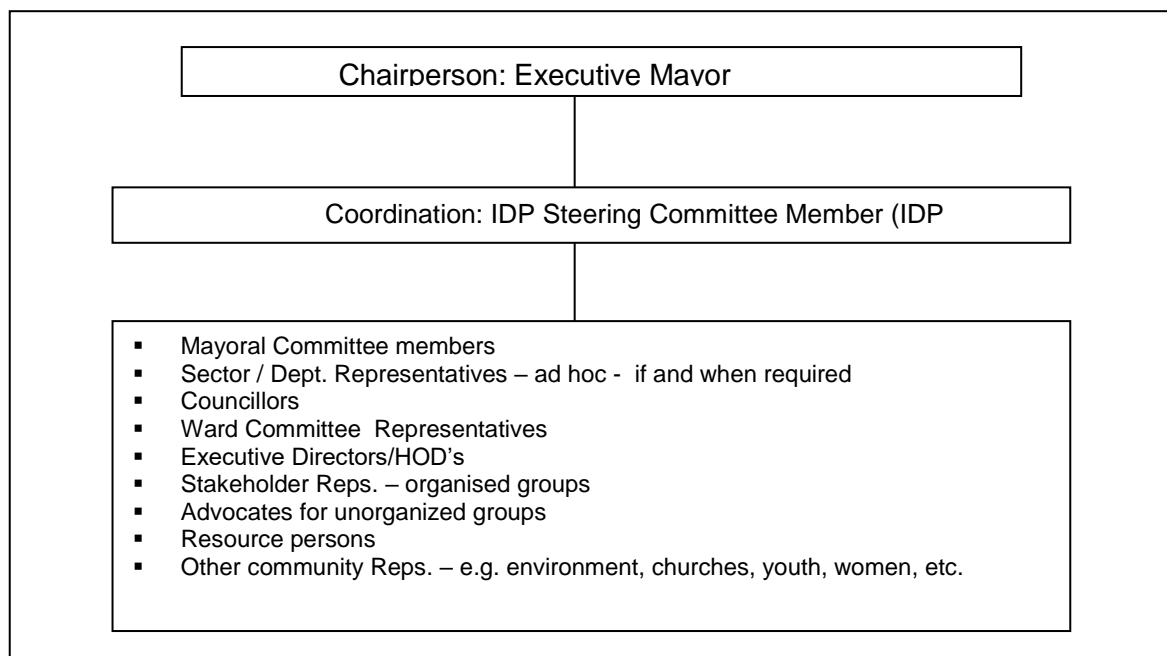 Chairperson: Executive Mayor
Coordination: IDP Steering Committee Member (IDP
▪ Mayoral Committee members
▪ Sector / Dept. Representatives – ad hoc - if and when required
▪ Councillors
▪ Ward Committee Representatives
▪ Executive Directors/HOD's
▪ Stakeholder Reps. – organised groups
▪ Advocates for unorganized groups
▪ Resource persons
▪ Other community Reps. – e.g. environment, churches, youth, women, etc.